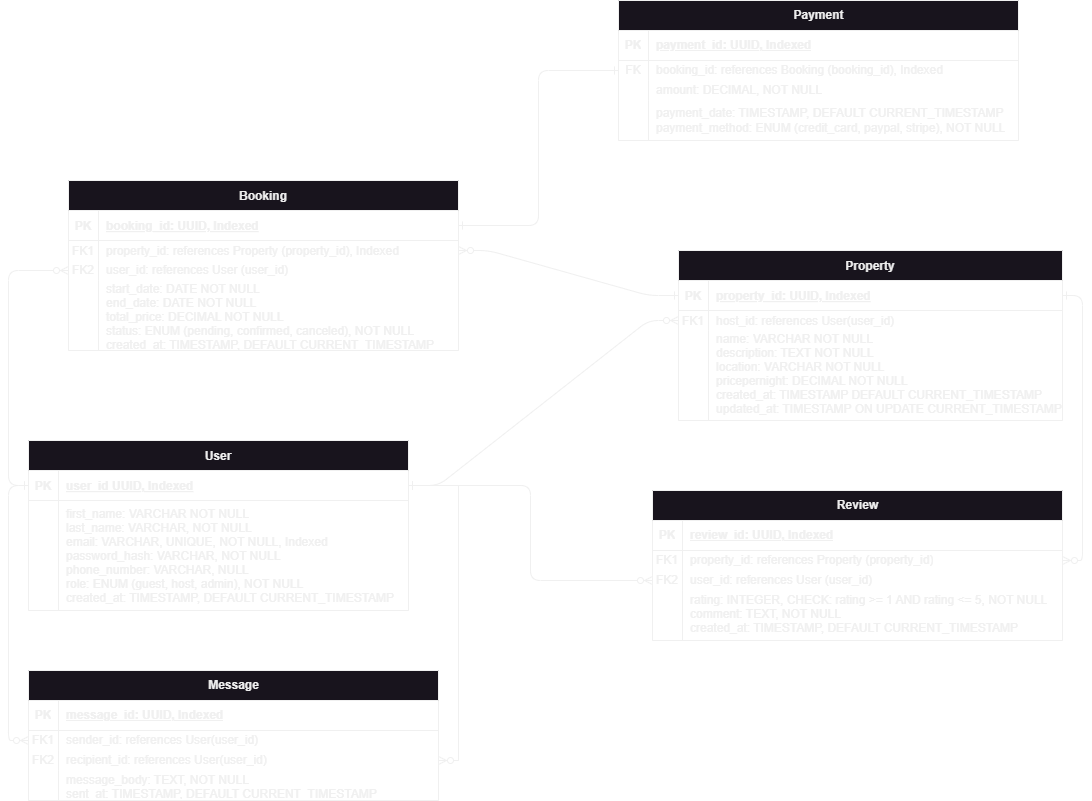 Payment
PK payment_id: UUID, Indexed
FK booking_id: references Booking (booking_id), Indexed
amount: DECIMAL, NOT NULL
payment_date: TIMESTAMP, DEFAULT CURRENT_TIMESTAMP
payment_method: ENUM (credit_card, paypal, stripe), NOT NULL
Booking
PK booking_id: UUID, Indexed
FK1 property_id: references Property (property_id), Indexed
FK2 user_id: references User (user_id)
start_date: DATE NOT NULL
end_date: DATE NOT NULL
total_price: DECIMAL NOT NULL
status: ENUM (pending, confirmed, canceled), NOT NULL
created_at: TIMESTAMP, DEFAULT CURRENT_TIMESTAMP
Property
PK property_id: UUID, Indexed
FK1 host_id: references User(user_id)
name: VARCHAR NOT NULL
description: TEXT NOT NULL
location: VARCHAR NOT NULL
pricepernight: DECIMAL NOT NULL
created_at: TIMESTAMP DEFAULT CURRENT_TIMESTAMP
updated_at: TIMESTAMP ON UPDATE CURRENT_TIMESTAMP
User
PK user_id UUID, Indexed
first_name: VARCHAR NOT NULL
last_name: VARCHAR, NOT NULL
email: VARCHAR, UNIQUE, NOT NULL, Indexed
password_hash: VARCHAR, NOT NULL
phone_number: VARCHAR, NULL
role: ENUM (guest, host, admin), NOT NULL
created_at: TIMESTAMP, DEFAULT CURRENT_TIMESTAMP
Review
PK review_id: UUID, Indexed
FK1 property_id: references Property (property_id)
FK2 user_id: references User (user_id)
rating: INTEGER, CHECK: rating >= 1 AND rating <= 5, NOT NULL
comment: TEXT, NOT NULL
created_at: TIMESTAMP, DEFAULT CURRENT_TIMESTAMP
Message
PK message_id: UUID, Indexed
FK1 sender_id: references User(user_id)
FK2 recipient_id: references User(user_id)
message_body: TEXT, NOT NULL
sent_at: TIMESTAMP, DEFAULT CURRENT_TIMESTAMP